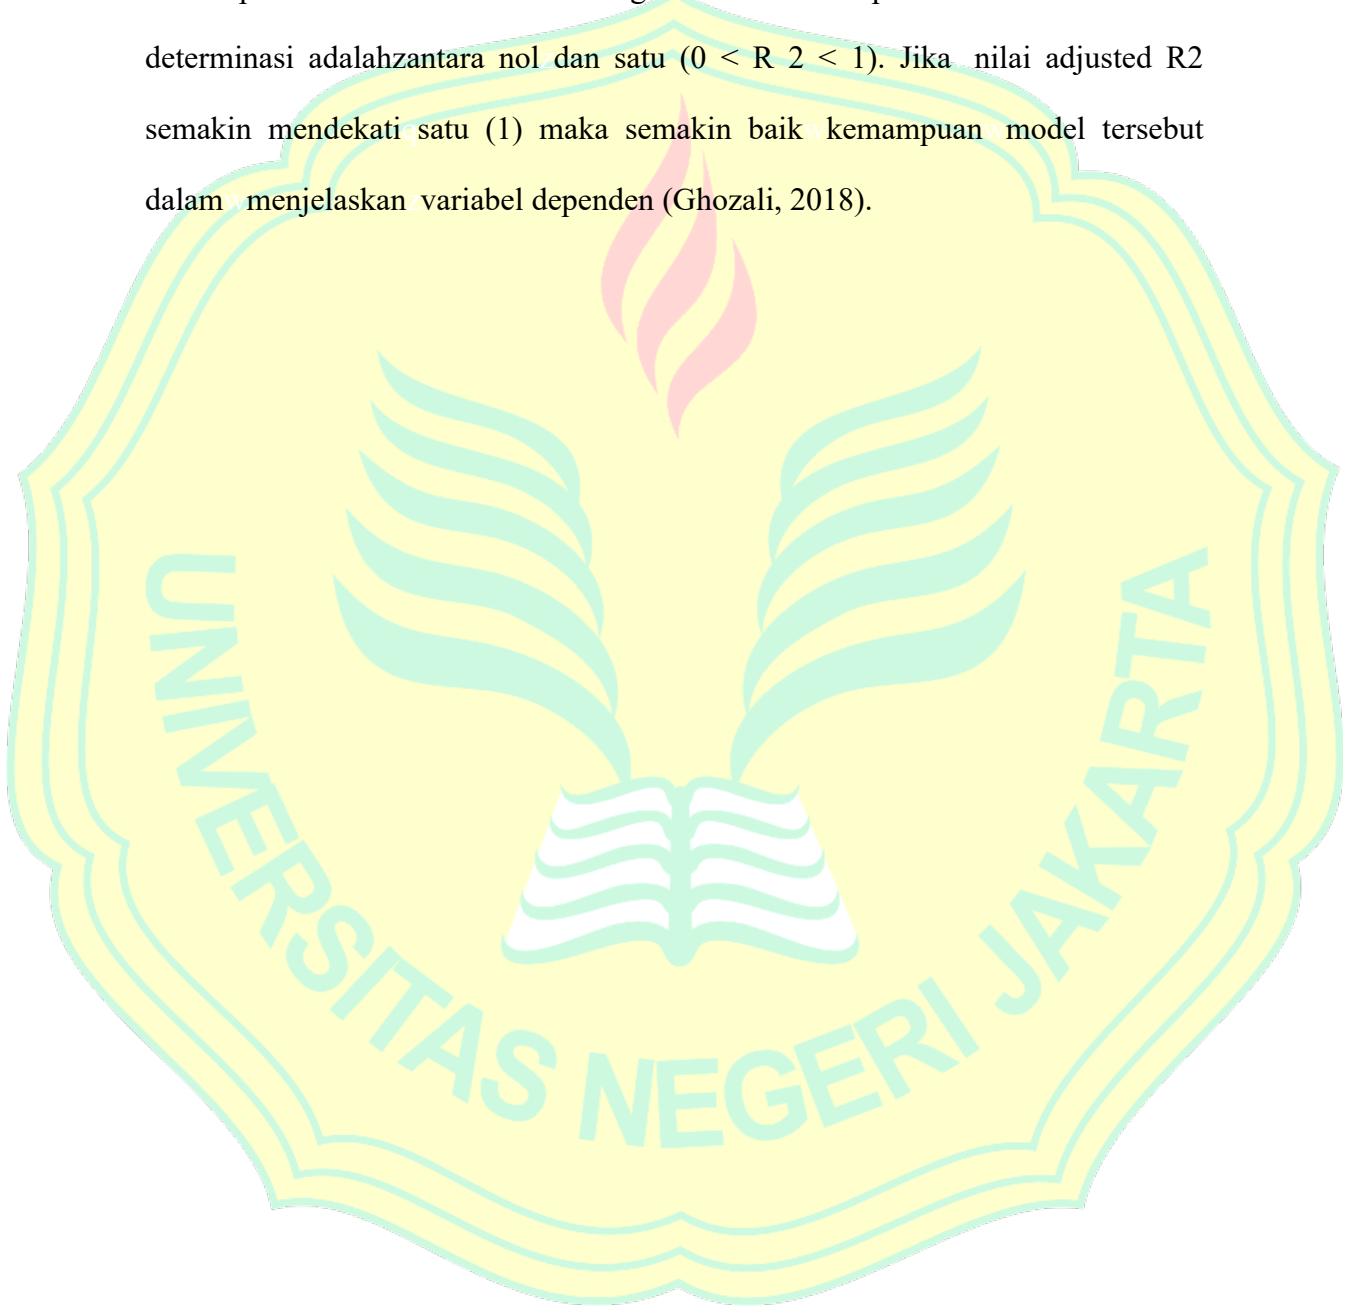 determinasi adalahzantara nol dan satu (0 < R 2 < 1). Jika nilai adjusted R2
semakin mendekati satu (1) maka semakin baik kemampuan model tersebut
dalam menjelaskan variabel dependen (Ghozali, 2018).
UNIVERSITAS NEGERI JAKARTA